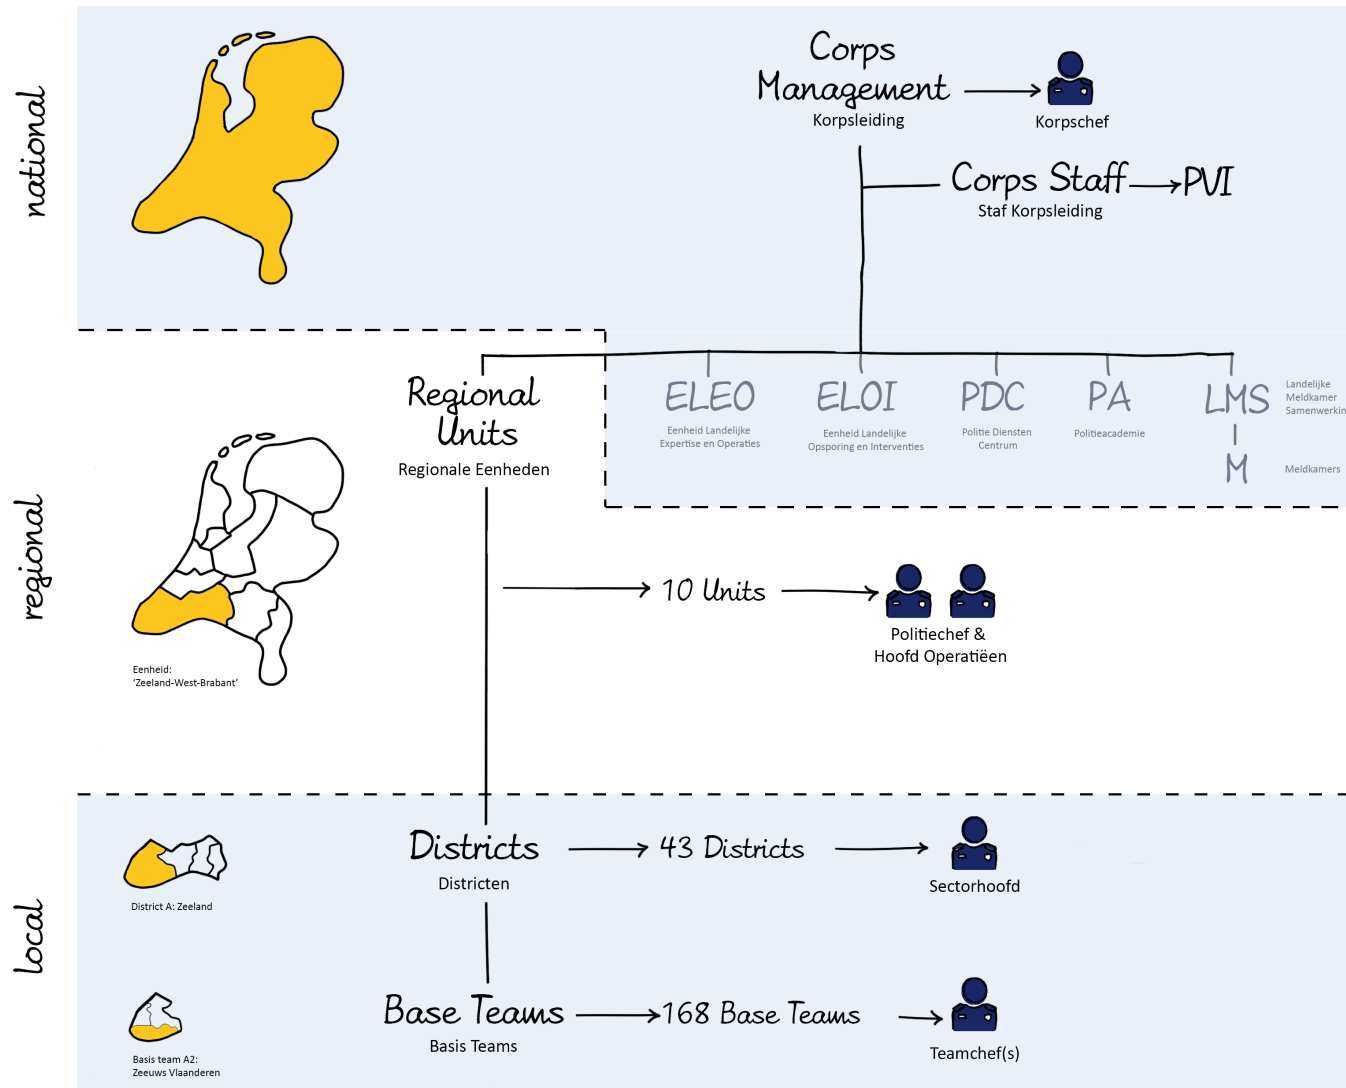 national
Corps
Management
Korpsleiding
Korpschef
Corps Staff
PVI
Staf Korpsleiding
regional
Regional
Units
Regionale Eenheden
ELEO
Eenheid Landelijke
Expertise en Operaties
ELOI
Eenheid Landelijke
Opsporing en Interventies
PDC
Politie Diensten
Centrum
PA
Politieacademie
LMS
Landelijke
Meldkamer
Samenwerkin
M
Meldkamers
10 Units
Politiechef &
Hoofd Operatiëen
Eenheid:
‘Zeeland-West-Brabant’
local
Districts
Districten
43 Districts
Sectorhoofd
District A: Zeeland
Base Teams
Basis Teams
168 Base Teams
Teamchef(s)
Basis team A2:
Zeeuws Vlaanderen